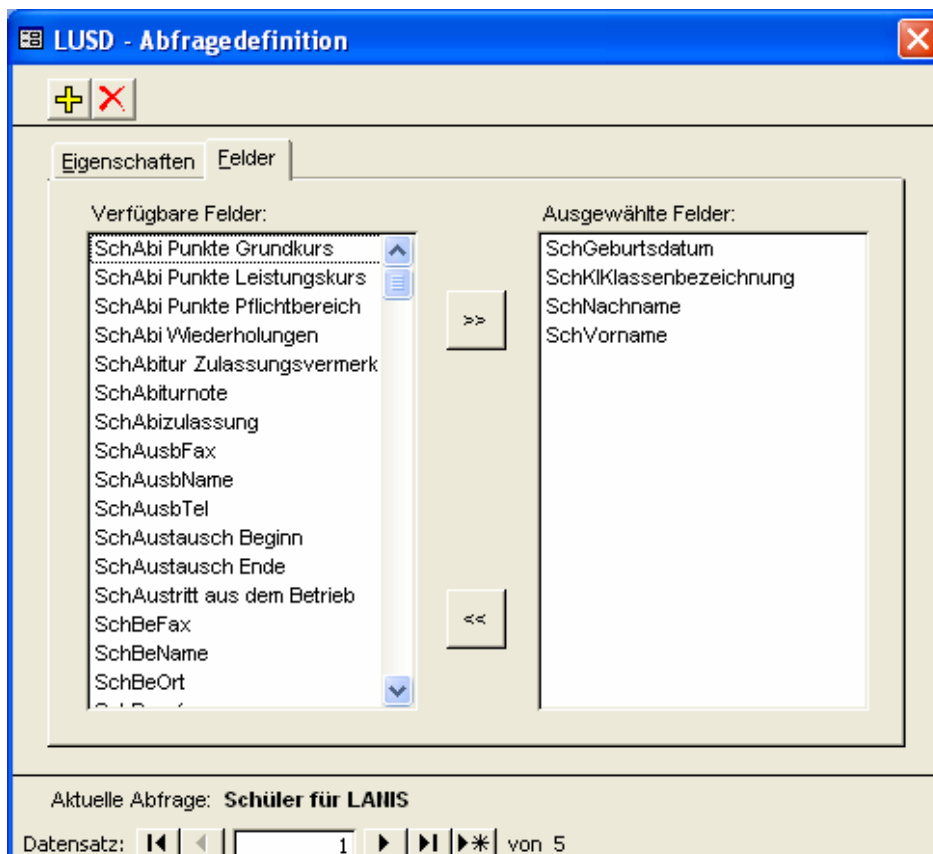 LUSD - Abfragedefinition
Eigenschaften Felder
Verfügbare Felder:
SchAbi Punkte Grundkurs
SchAbi Punkte Leistungskurs
SchAbi Punkte Pflichtbereich
SchAbi Wiederholungen
SchAbitur Zulassungsvermerk
SchAbiturnote
SchAbizulassung
SchAusbFax
SchAusbName
SchAusbTel
SchAustausch Beginn
SchAustausch Ende
SchAustritt aus dem Betrieb
SchBeFax
SchBeName
SchBeOrt
>>
<<
Ausgewählte Felder:
SchGeburtsdatum
SchKlKlassenbezeichnung
SchNachname
SchVorname
Aktuelle Abfrage: Schüler für LANIS
Datensatz: 1 von 5